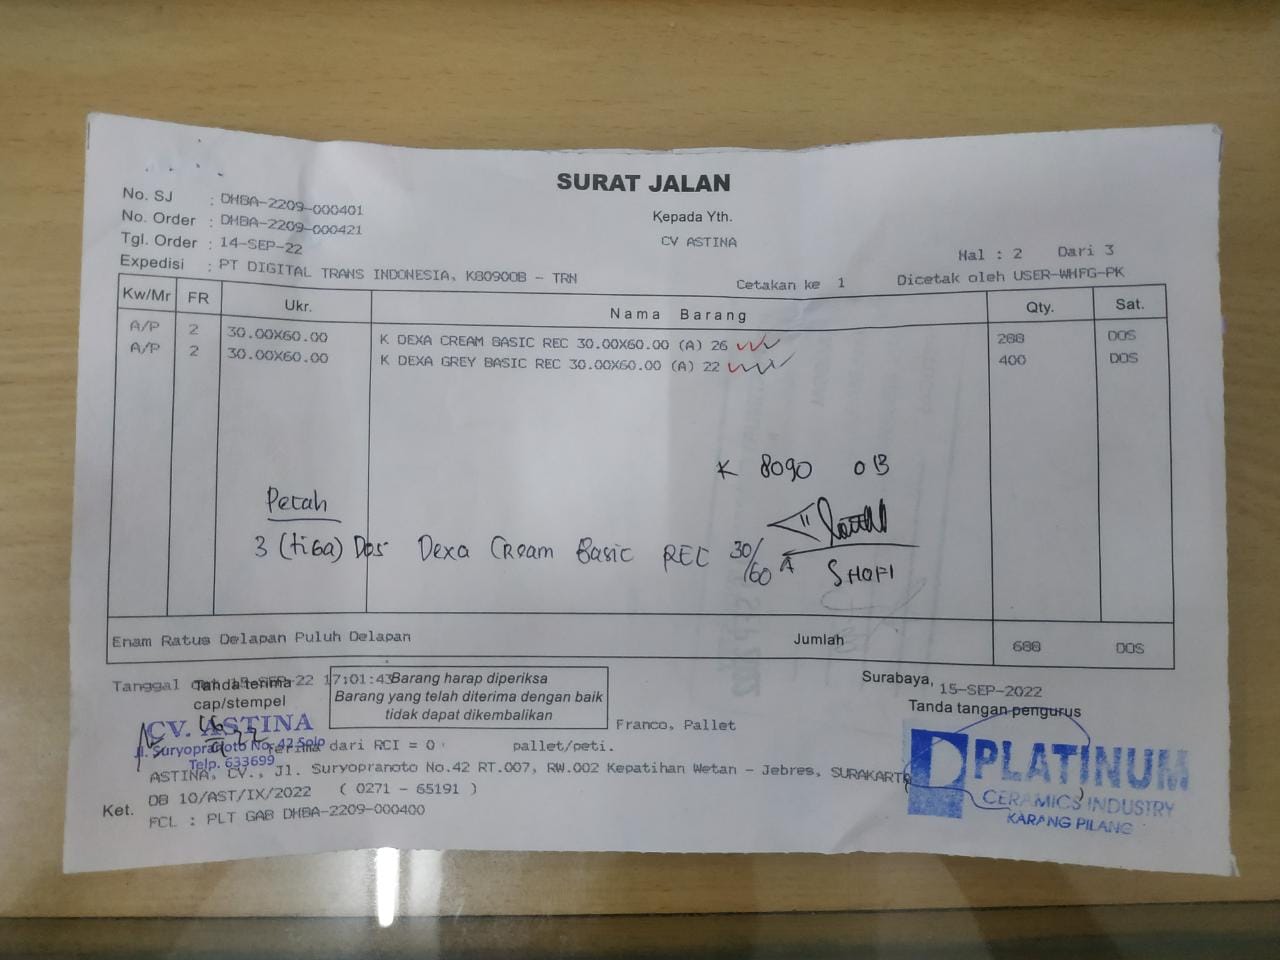 SURAT JALAN
No. SJ : DHBA-2209-000401
No. Order : DHBA-2209-000421
Tgl. Order : 14-SEP-22
Expedisi : PT DIGITAL TRANS INDONESIA, K8090OB - TRN
Kepada Yth.
CV ASTINA
Hal : 2 Dari 3
Cetakan ke 1
Dicetak oleh USER-WHFG-PK
Kw/Mr FR Ukr. Nama Barang Qty. Sat.
A/P 2 30.00X60.00 K DEXA CREAM BASIC REC 30.00X60.00 (A) 26 288 DOS
A/P 2 30.00X60.00 K DEXA GREY BASIC REC 30.00X60.00 (A) 22 400 DOS
K 8090 OB
Pecah
3 (tiga) Dos Dexa Cream Basic REC 30/60 A
SHOFI
Enam Ratus Delapan Puluh Delapan Jumlah 688 DOS
Tanggal 15-SEP-22 17:01:43
Tanda terima
cap/stempel
Barang harap diperiksa
Barang yang telah diterima dengan baik
tidak dapat dikembalikan
Surabaya, 15-SEP-2022
Tanda tangan pengurus
Franco, Pallet
CV. ASTINA
Jl. Suryopranoto No. 42 Solo
Telp. 633699
Terima dari RCI = 0 pallet/peti.
ASTINA, CV., Jl. Suryopranoto No.42 RT.007, RW.002 Kepatihan Wetan - Jebres, SURAKARTA
Ket. OB 10/AST/IX/2022 ( 0271 - 65191 )
FCL : PLT GAB DHBA-2209-000400
PLATINUM
CERAMICS INDUSTRY
KARANG PILANG